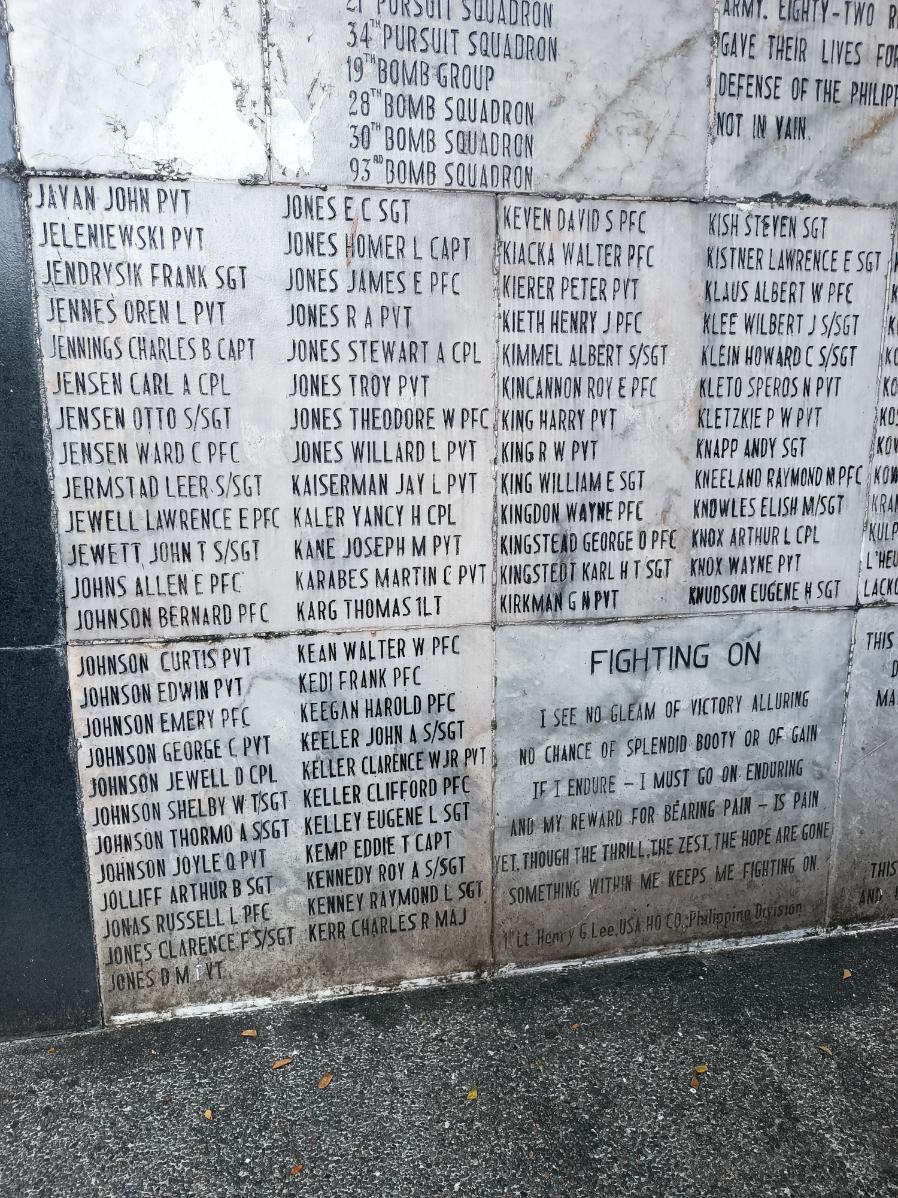 21 PURSUIT SQUADRON
34TH PURSUIT SQUADRON
19TH BOMB GROUP
28TH BOMB SQUADRON
30TH BOMB SQUADRON
93RD BOMB SQUADRON
ARMY. EIGHTY-TWO
GAVE THEIR LIVES FOR
DEFENSE OF THE PHILIPP
NOT IN VAIN.
JAVAN JOHN PVT
JELENIEWSKI PVT
JENDRYSIK FRANK SGT
JENNES OREN L PVT
JENNINGS CHARLES B CAPT
JENSEN CARL A CPL
JENSEN OTTO S/SGT
JENSEN WARD C PFC
JERMSTAD LEE R S/SGT
JEWELL LAWRENCE E PFC
JEWETT JOHN T S/SGT
JOHNS ALLEN E PFC
JOHNSON BERNARD PFC
JOHNSON CURTIS PVT
JOHNSON EDWIN PVT
JOHNSON EMERY PFC
JOHNSON GEORGE C PVT
JOHNSON JEWELL D CPL
JOHNSON SHELBY W T/SGT
JOHNSON THORMO A S/SGT
JOHNSON JOYLE Q PVT
JOLLIFF ARTHUR B SGT
JONAS RUSSELL L PFC
JONES CLARENCE F S/SGT
JONES D M PVT
JONES E C SGT
JONES HOMER L CAPT
JONES JAMES E PFC
JONES R A PVT
JONES STEWART A CPL
JONES TROY PVT
JONES THEODORE W PFC
JONES WILLARD L PVT
KAISERMAN JAY L PVT
KALER YANCY H CPL
KANE JOSEPH M PVT
KARABES MARTIN C PVT
KARG THOMAS 1LT
KEAN WALTER W PFC
KEDI FRANK PFC
KEEGAN HAROLD PFC
KEELER JOHN A S/SGT
KELLER CLARENCE W JR PVT
KELLER CLIFFORD PFC
KELLEY EUGENE L SGT
KEMP EDDIE T CAPT
KENNEDY ROY A S/SGT
KENNEY RAYMOND L SGT
KERR CHARLES R MAJ
KEVEN DAVID S PFC
KIACKA WALTER PFC
KIERER PETER PVT
KIETH HENRY J PFC
KIMMEL ALBERT S/SGT
KINCANNON ROY E PFC
KING HARRY PVT
KING R W PVT
KING WILLIAM E SGT
KINGDON WAYNE PFC
KINGSTEAD GEORGE O PFC
KINGSTEDT KARL H T SGT
KIRKMAN G N PVT
KISH STEVEN SGT
KISTNER LAWRENCE E SGT
KLAUS ALBERT W PFC
KLEE WILBERT J S/SGT
KLEIN HOWARD C S/SGT
KLETO SPEROS N PVT
KLETZKIE P W PVT
KNAPP ANDY SGT
KNEELAND RAYMOND M PFC
KNOWLES ELISH M/SGT
KNOX ARTHUR L CPL
KNOX WAYNE PVT
KNUDSON EUGENE H SGT
FIGHTING ON
I SEE NO GLEAM OF VICTORY ALLURING
NO CHANCE OF SPLENDID BOOTY OR OF GAIN
IF I ENDURE – I MUST GO ON ENDURING
AND MY REWARD FOR BEARING PAIN – IS PAIN
YET, THOUGH THE THRILL, THE ZEST, THE HOPE ARE GONE
SOMETHING WITHIN ME KEEPS ME FIGHTING ON
1st Lt. Henry G. Lee, USA. HQ CO., Philippine Division
THIS
THIS
AND